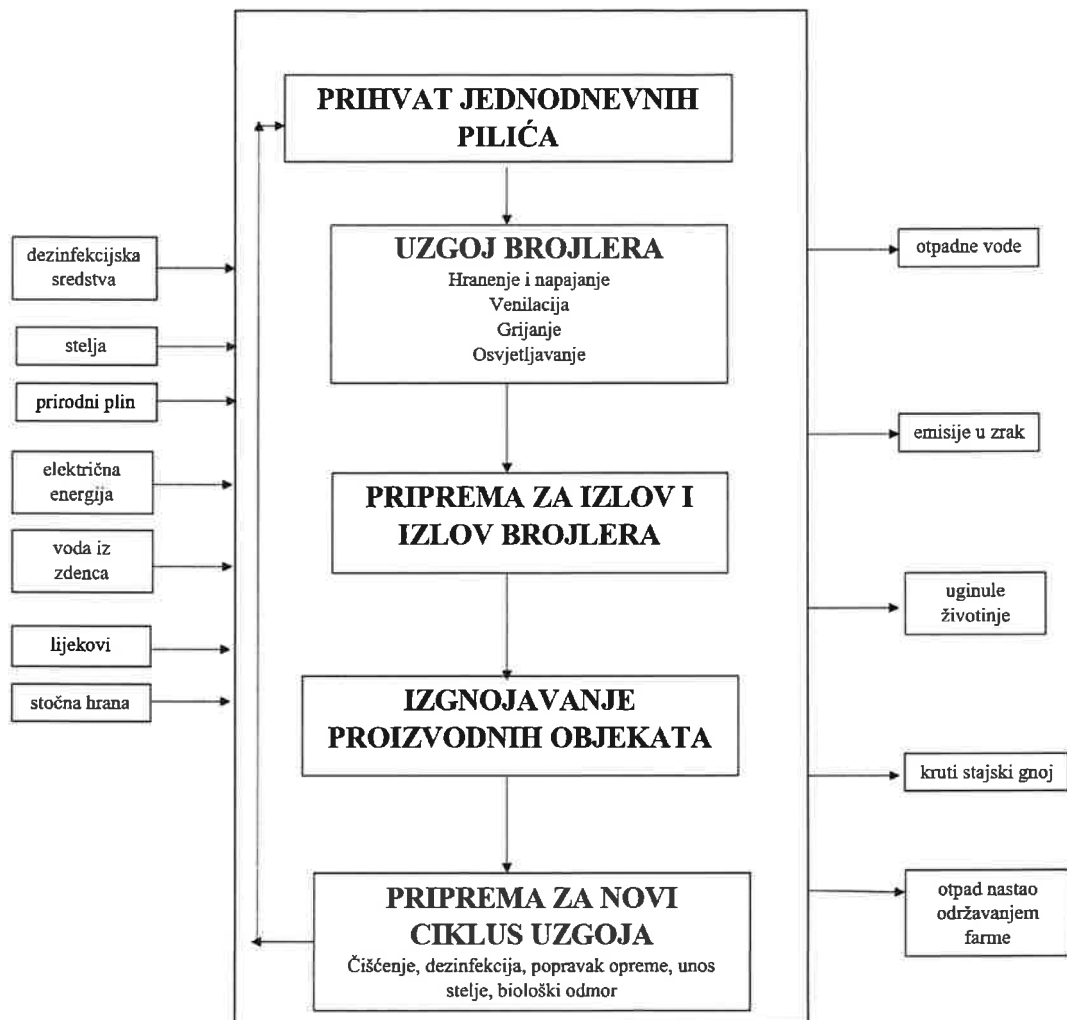 PRIHVAT JEDNODNEVNIH
PILIĆA
UZGOJ BROJLERA
Hranenje i napajanje
Venilacija
Grijanje
Osvjetljavanje
PRIPREMA ZA IZLOV I
IZLOV BROJLERA
IZGNOJAVANJE
PROIZVODNIH OBJEKATA
PRIPREMA ZA NOVI
CIKLUS UZGOJA
Čišćenje, dezinfekcija, popravak opreme, unos
stelje, biološki odmor
dezinfekcijska
sredstva
stelja
prirodni plin
električna
energija
voda iz
zdenca
lijekovi
stočna hrana
otpadne vode
emisije u zrak
uginule
životinje
kruti stajski gnoj
otpad nastao
održavanjem
farme